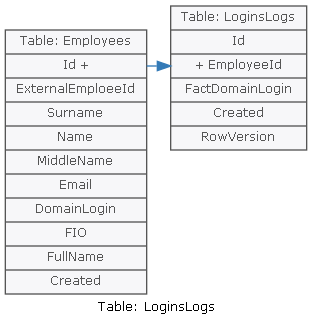 Table: Employees
Id +
ExternalEmploeeId
Surname
Name
MiddleName
Email
DomainLogin
FIO
FullName
Created
Table: LoginsLogs
Id
+ EmployeeId
FactDomainLogin
Created
RowVersion
Table: LoginsLogs